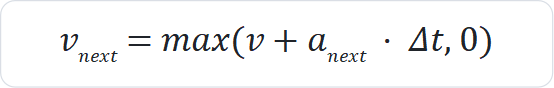 v_next = max(v + a_next · Δt, 0)